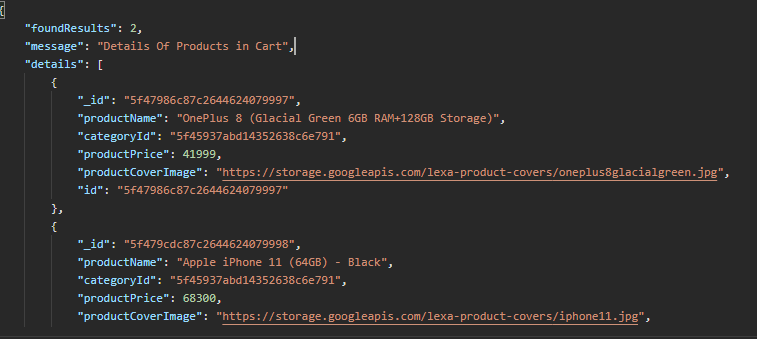 {
"foundResults": 2,
"message": "Details Of Products in Cart",
"details": [
{
"_id": "5f47986c87c2644624079997",
"productName": "OnePlus 8 (Glacial Green 6GB RAM+128GB Storage)",
"categoryId": "5f45937abd14352638c6e791",
"productPrice": 41999,
"productCoverImage": "https://storage.googleapis.com/lexa-product-covers/oneplus8glacialgreen.jpg",
"id": "5f47986c87c2644624079997"
},
{
"_id": "5f479cdc87c2644624079998",
"productName": "Apple iPhone 11 (64GB) - Black",
"categoryId": "5f45937abd14352638c6e791",
"productPrice": 68300,
"productCoverImage": "https://storage.googleapis.com/lexa-product-covers/iphone11.jpg",